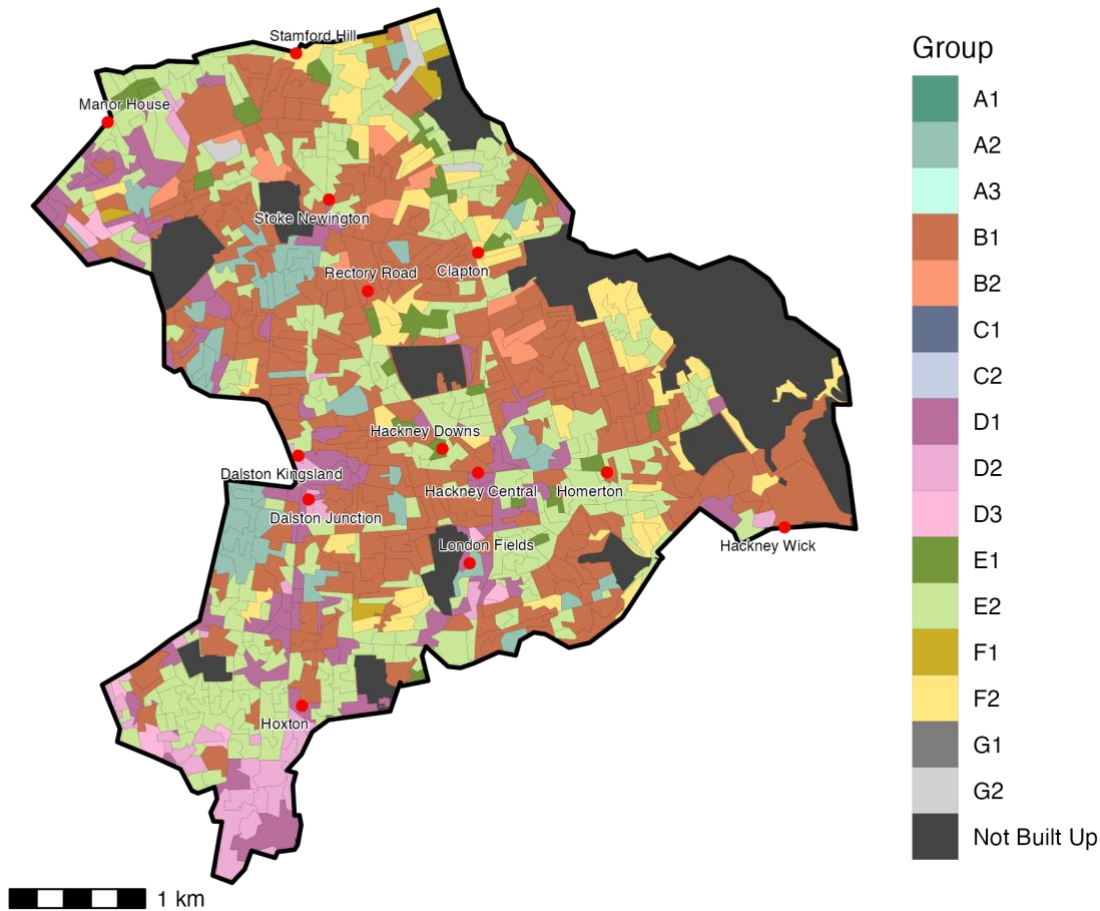 Stamford Hill
Manor House
Stoke Newington
Rectory Road
Clapton
Hackney Downs
Dalston Kingsland
Hackney Central
Homerton
Dalston Junction
London Fields
Hackney Wick
Hoxton
1 km
Group
A1
A2
A3
B1
B2
C1
C2
D1
D2
D3
E1
E2
F1
F2
G1
G2
Not Built Up